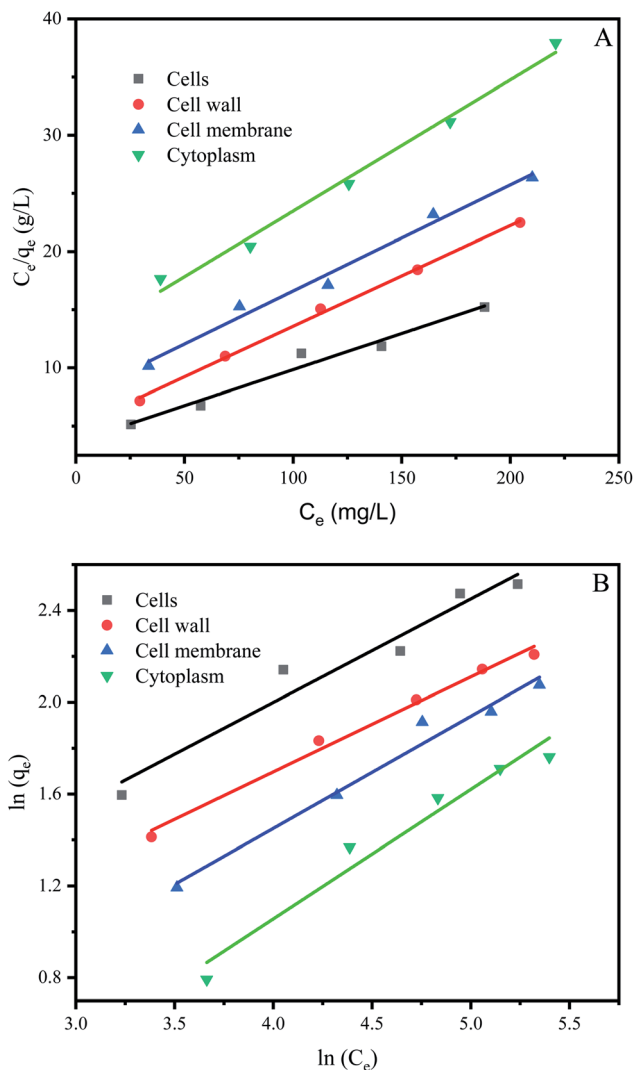 A
Cells
Cell wall
Cell membrane
Cytoplasm
40
30
20
10
0
50
100
150
200
250
Cₑ/qₑ (g/L)
Cₑ (mg/L)
B
Cells
Cell wall
Cell membrane
Cytoplasm
2.4
2.0
1.6
1.2
0.8
3.0
3.5
4.0
4.5
5.0
5.5
ln (qₑ)
ln (Cₑ)